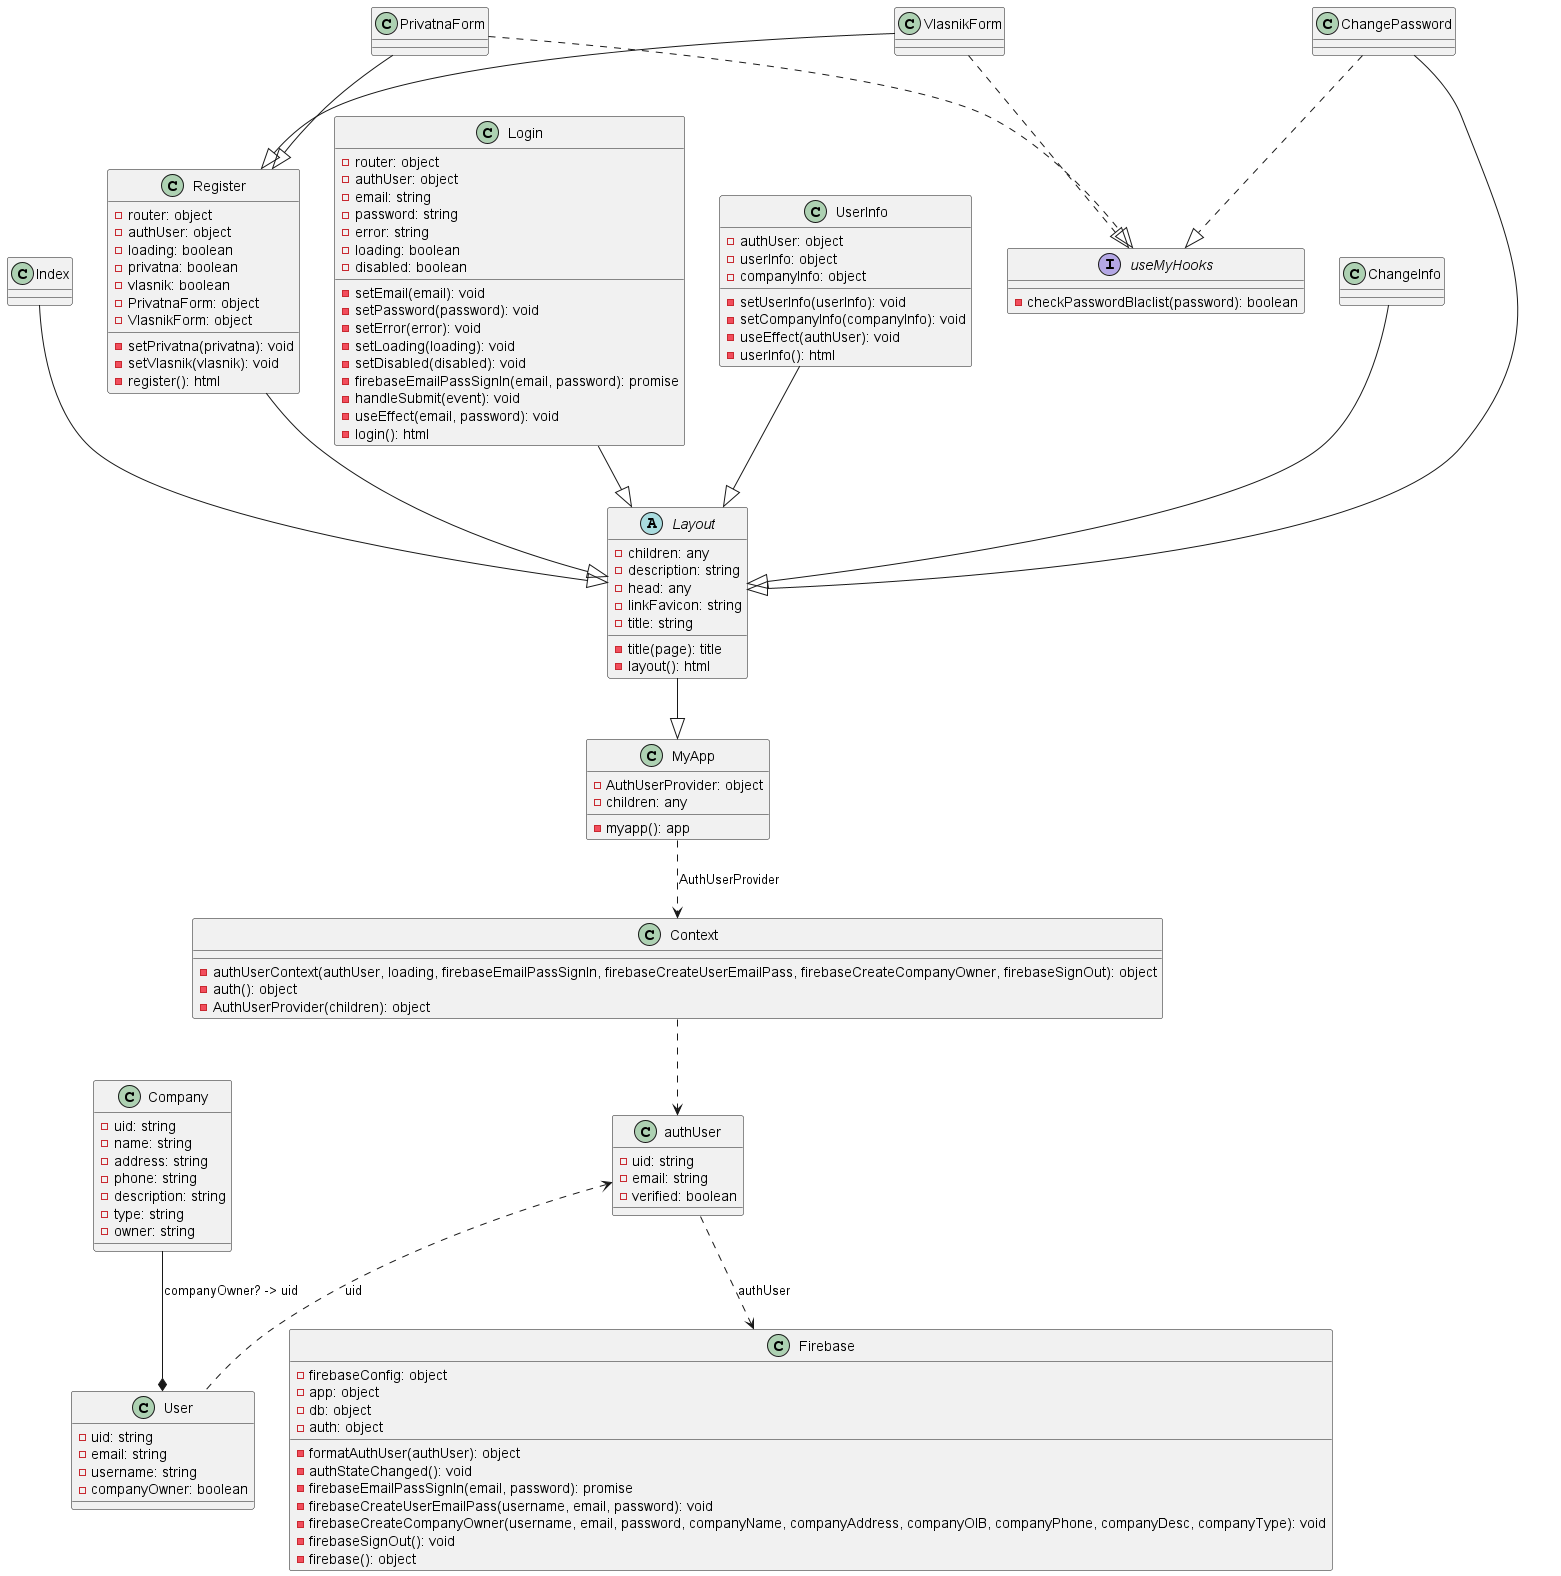 C PrivatnaForm
C VlasnikForm
C ChangePassword
C Login
router: object
authUser: object
email: string
password: string
error: string
loading: boolean
disabled: boolean
setEmail(email): void
setPassword(password): void
setError(error): void
setLoading(loading): void
setDisabled(disabled): void
firebaseEmailPassSignIn(email, password): promise
handleSubmit(event): void
useEffect(email, password): void
login(): html
C Register
router: object
authUser: object
loading: boolean
privatna: boolean
vlasnik: boolean
PrivatnaForm: object
VlasnikForm: object
setPrivatna(privatna): void
setVlasnik(vlasnik): void
register(): html
C UserInfo
authUser: object
userInfo: object
companyInfo: object
setUserInfo(userInfo): void
setCompanyInfo(companyInfo): void
useEffect(authUser): void
userInfo(): html
I useMyHooks
checkPasswordBlaclist(password): boolean
C Index
C ChangeInfo
A Layout
children: any
description: string
head: any
linkFavicon: string
title: string
title(page): title
layout(): html
C MyApp
AuthUserProvider: object
children: any
myapp(): app
AuthUserProvider
C Context
authUserContext(authUser, loading, firebaseEmailPassSignIn, firebaseCreateUserEmailPass, firebaseCreateCompanyOwner, firebaseSignOut): object
auth(): object
AuthUserProvider(children): object
C Company
uid: string
name: string
address: string
phone: string
description: string
type: string
owner: string
C authUser
uid: string
email: string
verified: boolean
companyOwner? -> uid
uid
authUser
C User
uid: string
email: string
username: string
companyOwner: boolean
C Firebase
firebaseConfig: object
app: object
db: object
auth: object
formatAuthUser(authUser): object
authStateChanged(): void
firebaseEmailPassSignIn(email, password): promise
firebaseCreateUserEmailPass(username, email, password): void
firebaseCreateCompanyOwner(username, email, password, companyName, companyAddress, companyOIB, companyPhone, companyDesc, companyType): void
firebaseSignOut(): void
firebase(): object